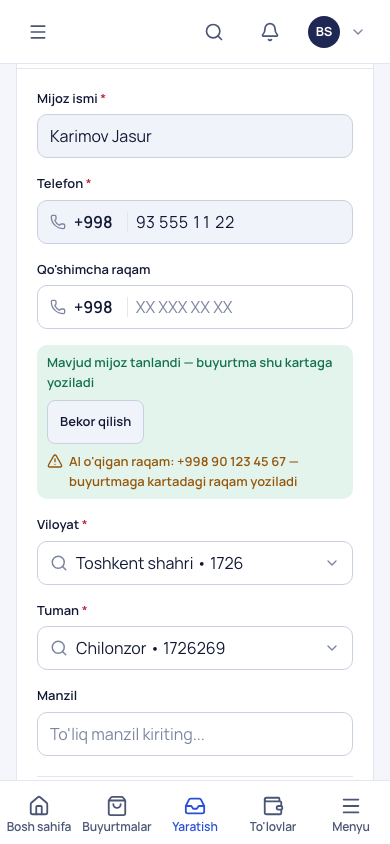 BS
Mijoz ismi *
Karimov Jasur
Telefon *
+998 93 555 11 22
Qo'shimcha raqam
+998 XX XXX XX XX
Mavjud mijoz tanlandi — buyurtma shu kartaga
yoziladi
Bekor qilish
AI o'qigan raqam: +998 90 123 45 67 —
buyurtmaga kartadagi raqam yoziladi
Viloyat *
Toshkent shahri • 1726
Tuman *
Chilonzor • 1726269
Manzil
To'liq manzil kiriting...
Bosh sahifa Buyurtmalar Yaratish To'lovlar Menyu